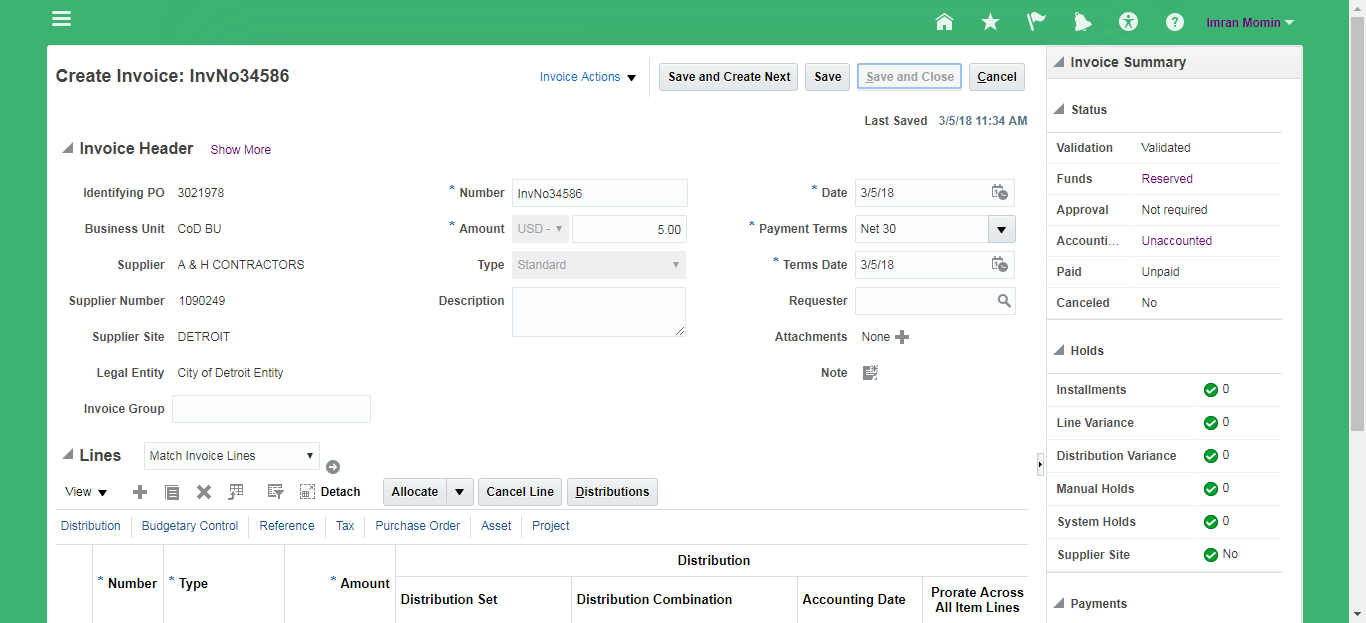 Imran Momin
Create Invoice: InvNo34586
Invoice Actions
Save and Create Next
Save
Save and Close
Cancel
Last Saved 3/5/18 11:34 AM
Invoice Header Show More
Identifying PO 3021978
Business Unit CoD BU
Supplier A & H CONTRACTORS
Supplier Number 1090249
Supplier Site DETROIT
Legal Entity City of Detroit Entity
Invoice Group
* Number InvNo34586
* Amount USD - 5.00
Type Standard
Description
* Date 3/5/18
* Payment Terms Net 30
* Terms Date 3/5/18
Requester
Attachments None
Note
Lines Match Invoice Lines
View Detach Allocate Cancel Line Distributions
Distribution Budgetary Control Reference Tax Purchase Order Asset Project
* Number * Type * Amount
Distribution
Distribution Set Distribution Combination Accounting Date Prorate Across
All Item Lines
Invoice Summary
Status
Validation Validated
Funds Reserved
Approval Not required
Accounti... Unaccounted
Paid Unpaid
Canceled No
Holds
Installments 0
Line Variance 0
Distribution Variance 0
Manual Holds 0
System Holds 0
Supplier Site No
Payments